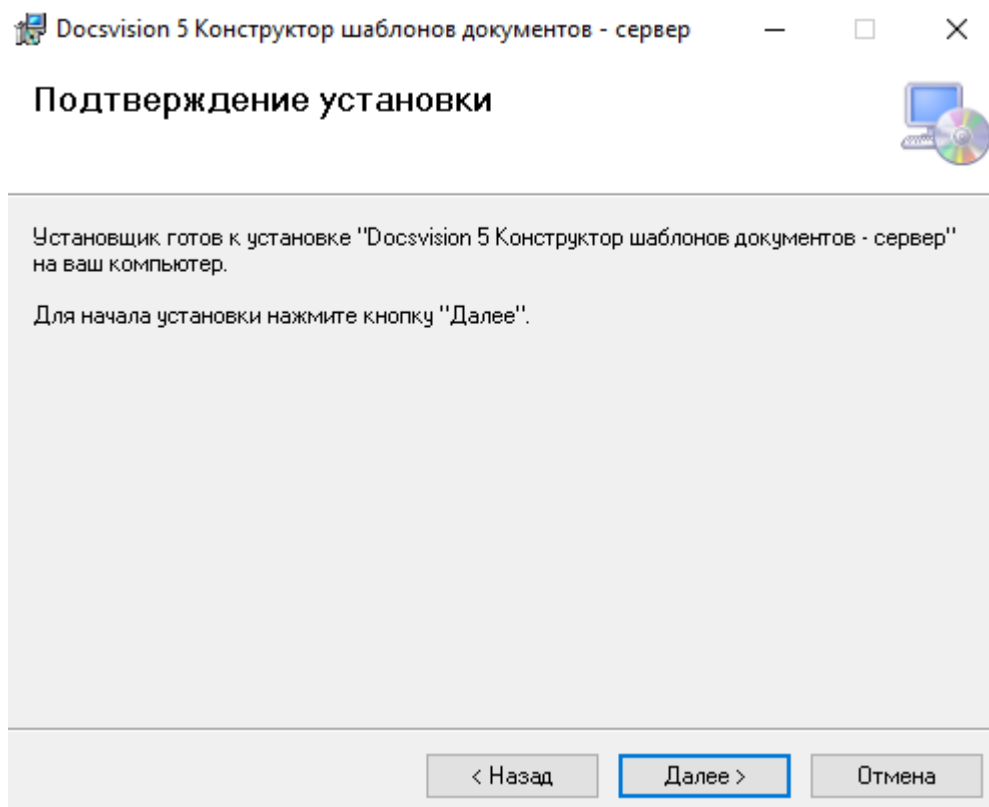 Docsvision 5 Конструктор шаблонов документов - сервер
Подтверждение установки
Установщик готов к установке "Docsvision 5 Конструктор шаблонов документов - сервер"
на ваш компьютер.
Для начала установки нажмите кнопку "Далее".
< Назад
Далее >
Отмена